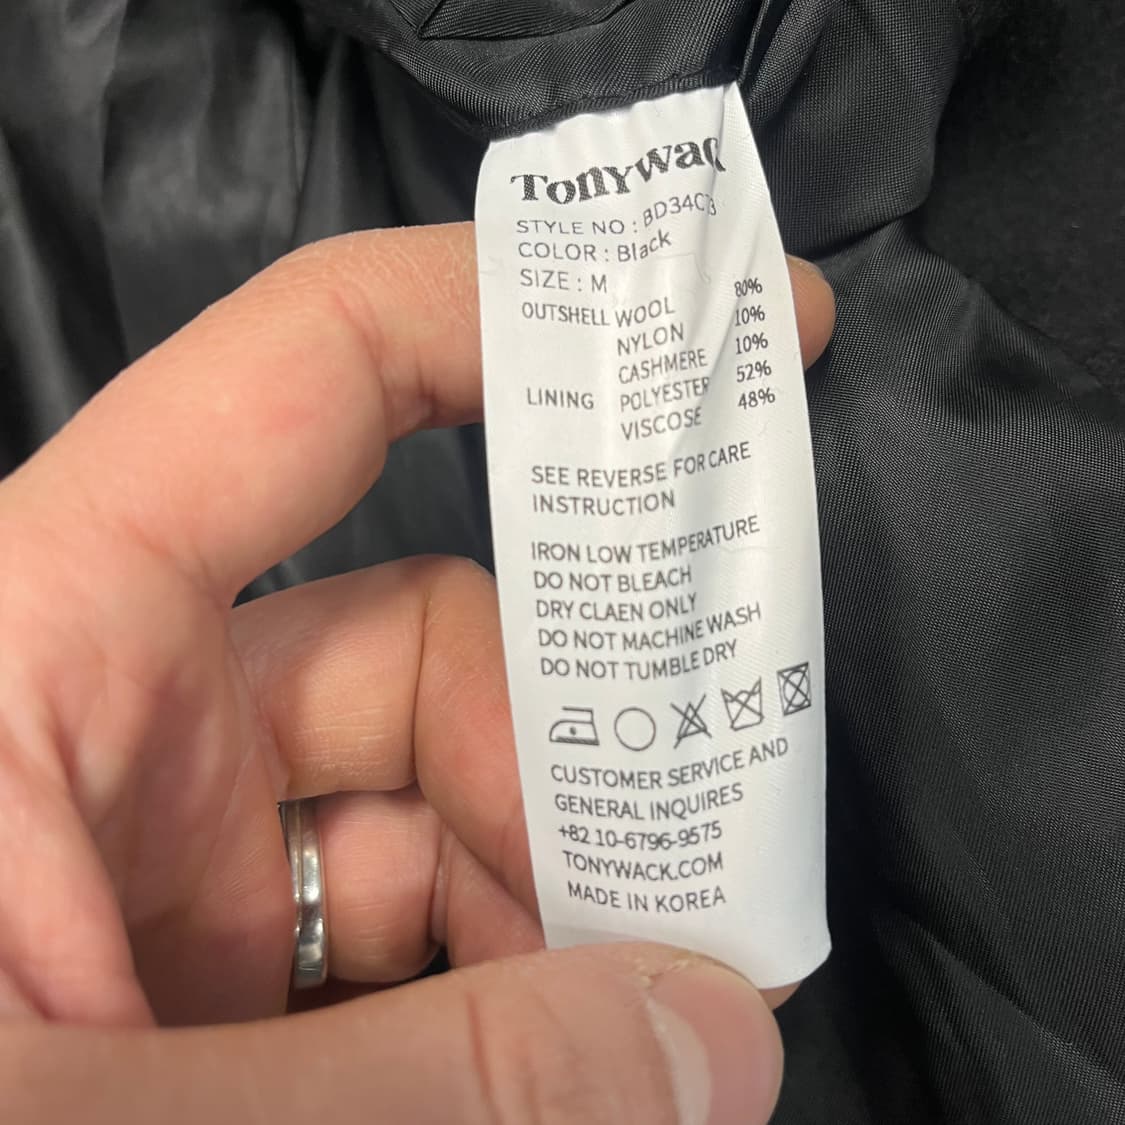 Tonywac
STYLE NO :
COLOR : Black
SIZE : M
OUTSHELL WOOL 80%
NYLON 10%
CASHMERE 10%
LINING POLYESTER 52%
VISCOSE 48%
SEE REVERSE FOR CARE
INSTRUCTION
IRON LOW TEMPERATURE
DO NOT BLEACH
DRY CLAEN ONLY
DO NOT MACHINE WASH
DO NOT TUMBLE DRY
CUSTOMER SERVICE AND
GENERAL INQUIRES
+82 10-6796-9575
TONYWACK.COM
MADE IN KOREA